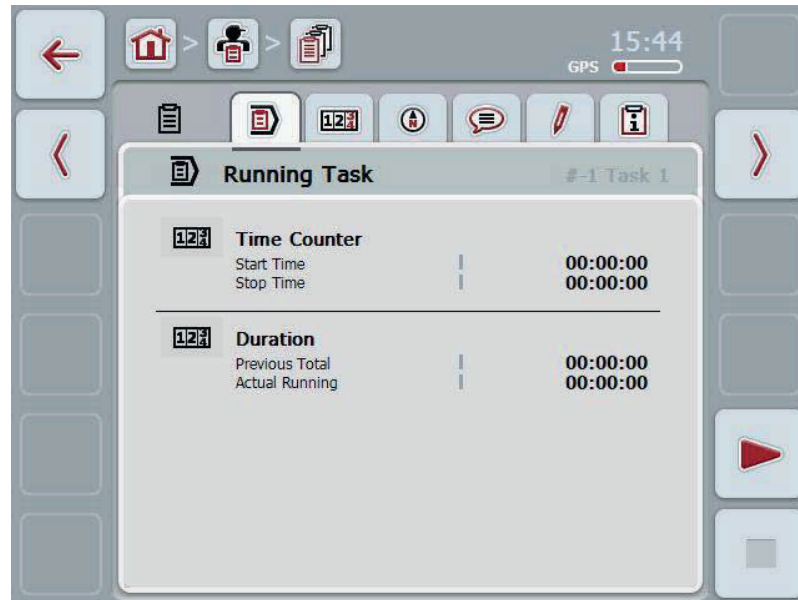 15:44
GPS
Running Task
#-1 Task 1
Time Counter
Start Time 00:00:00
Stop Time 00:00:00
Duration
Previous Total 00:00:00
Actual Running 00:00:00